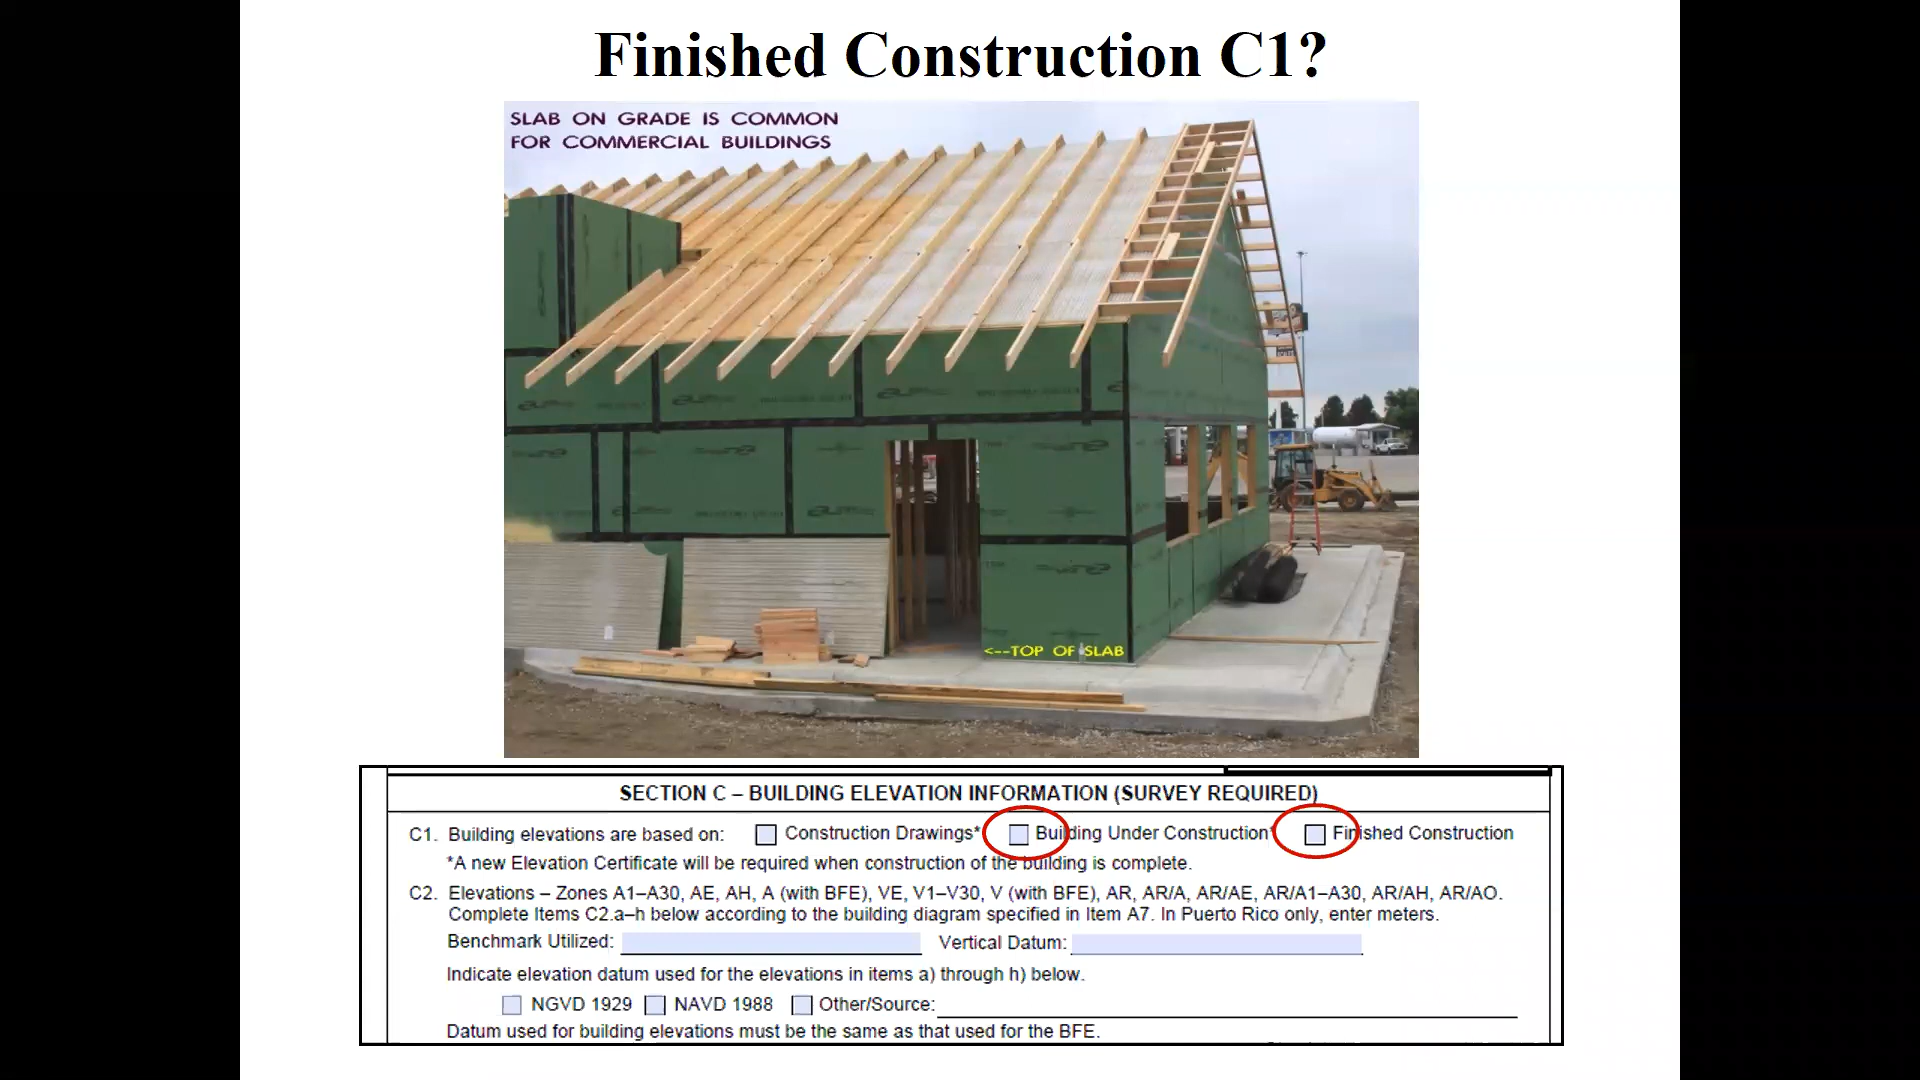 Finished Construction C1?
SLAB ON GRADE IS COMMON
FOR COMMERCIAL BUILDINGS
<--TOP OF SLAB
SECTION C – BUILDING ELEVATION INFORMATION (SURVEY REQUIRED)
C1. Building elevations are based on: Construction Drawings* Building Under Construction* Finished Construction
*A new Elevation Certificate will be required when construction of the building is complete.
C2. Elevations – Zones A1–A30, AE, AH, A (with BFE), VE, V1–V30, V (with BFE), AR, AR/A, AR/AE, AR/A1–A30, AR/AH, AR/AO.
Complete Items C2.a–h below according to the building diagram specified in Item A7. In Puerto Rico only, enter meters.
Benchmark Utilized: Vertical Datum:
Indicate elevation datum used for the elevations in items a) through h) below.
NGVD 1929 NAVD 1988 Other/Source:
Datum used for building elevations must be the same as that used for the BFE.